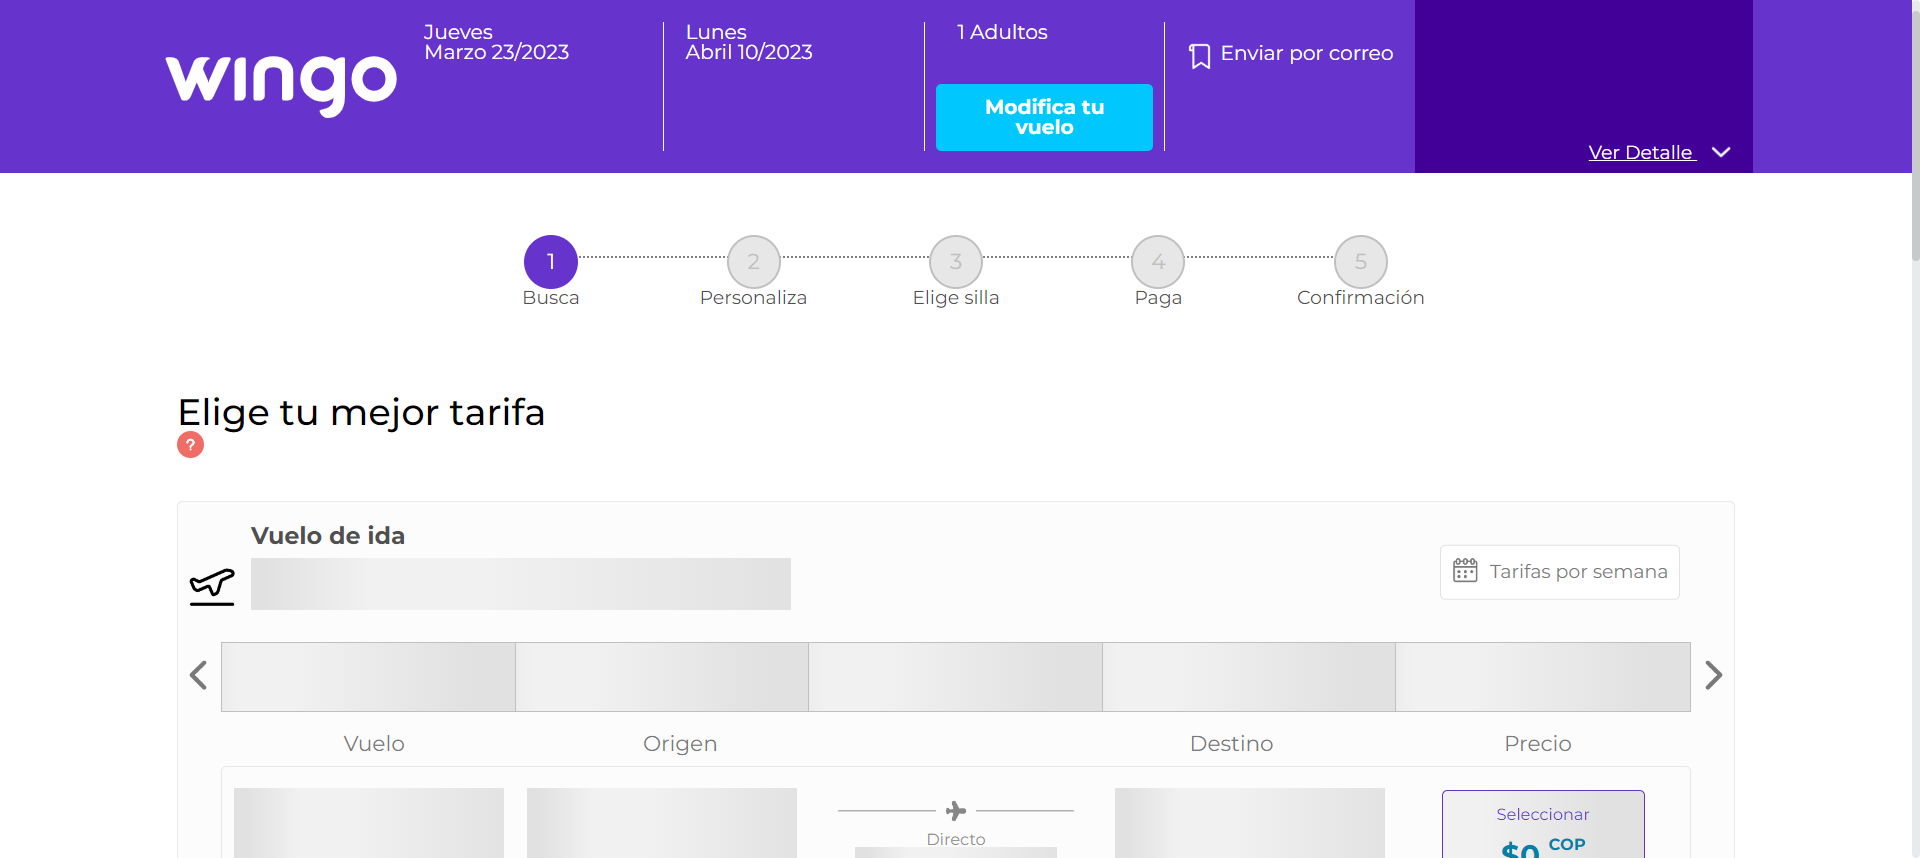 wingo
Jueves
Marzo 23/2023
Lunes
Abril 10/2023
1 Adultos
Modifica tu
vuelo
Enviar por correo
Ver Detalle
1
2
3
4
5
Busca
Personaliza
Elige silla
Paga
Confirmación
Elige tu mejor tarifa
?
Vuelo de ida
Tarifas por semana
Vuelo
Origen
Destino
Precio
Directo
Seleccionar
$0 COP